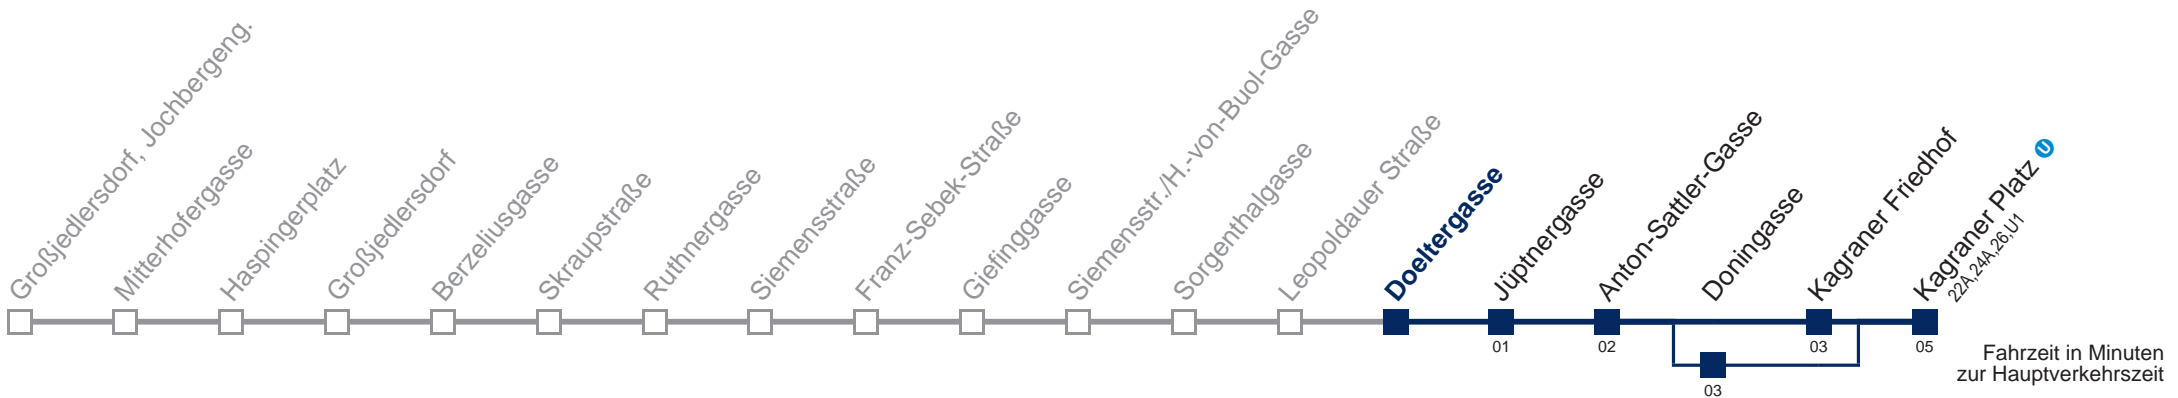 Großjedlersdorf, Jochbergeng.
Mitterhofergasse
Haspingerplatz
Großjedlersdorf
Berzeliusgasse
Skraupstraße
Ruthnergasse
Siemensstraße
Franz-Sebek-Straße
Giefinggasse
Siemensstr./H.-von-Buol-Gasse
Sorgenthalgasse
Leopoldauer Straße
Doeltergasse
Jüptnergasse
Anton-Sattler-Gasse
Doningasse
Kagraner Friedhof
Kagraner Platz U
22A,24A,26,U1
01
02
03
05
03
Fahrzeit in Minuten
zur Hauptverkehrszeit